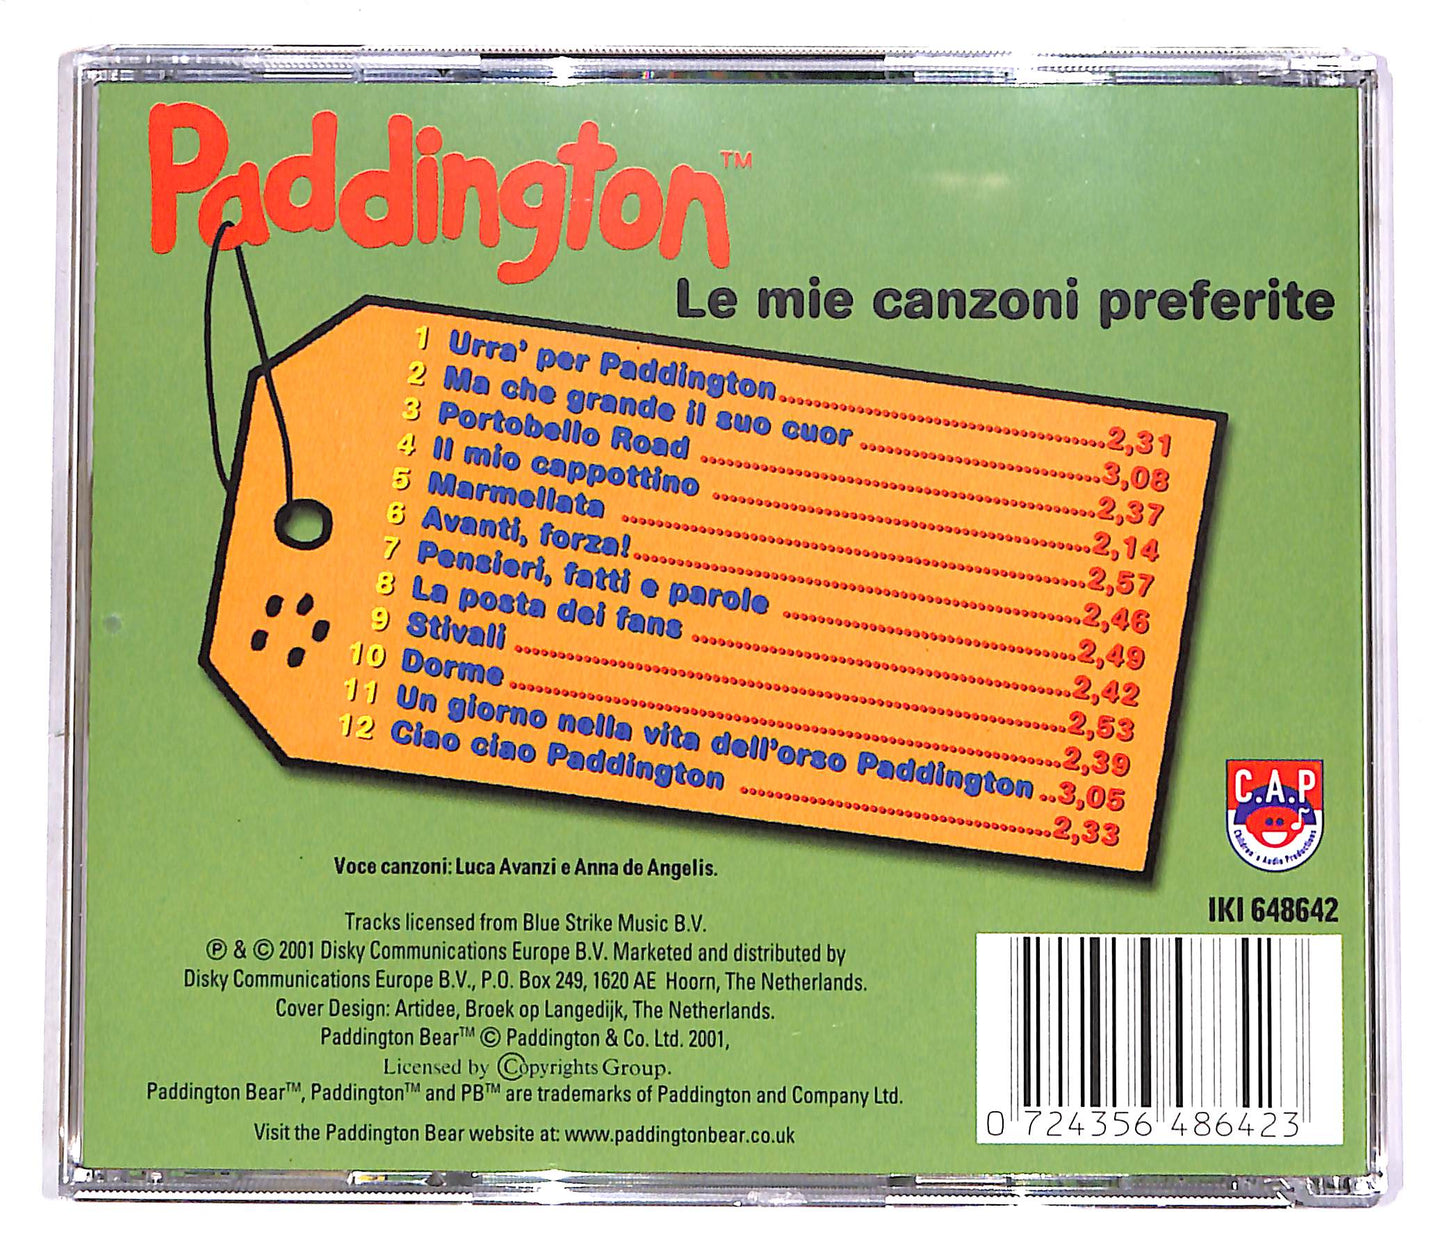 Paddington™
Le mie canzoni preferite
1 Urra' per Paddington..............................2,31
2 Ma che grande il suo cuor ......................3,08
3 Portobello Road ....................................2,37
4 Il mio cappottino ...................................2,14
5 Marmellata ...........................................2,57
6 Avanti, forza!.........................................2,46
7 Pensieri, fatti e parole ...........................2,49
8 La posta dei fans ...................................2,42
9 Stivali ...................................................2,53
10 Dorme .................................................2,39
11 Un giorno nella vita dell'orso Paddington ..3,05
12 Ciao ciao Paddington .............................2,33
C.A.P
Children's Audio Productions
Voce canzoni: Luca Avanzi e Anna de Angelis.
IKI 648642
Tracks licensed from Blue Strike Music B.V.
℗ & © 2001 Disky Communications Europe B.V. Marketed and distributed by
Disky Communications Europe B.V., P.O. Box 249, 1620 AE Hoorn, The Netherlands.
Cover Design: Artidee, Broek op Langedijk, The Netherlands.
Paddington Bear™ © Paddington & Co. Ltd. 2001,
Licensed by ©opyrights Group.
Paddington Bear™, Paddington™ and PB™ are trademarks of Paddington and Company Ltd.
Visit the Paddington Bear website at: www.paddingtonbear.co.uk
0 724356 486423